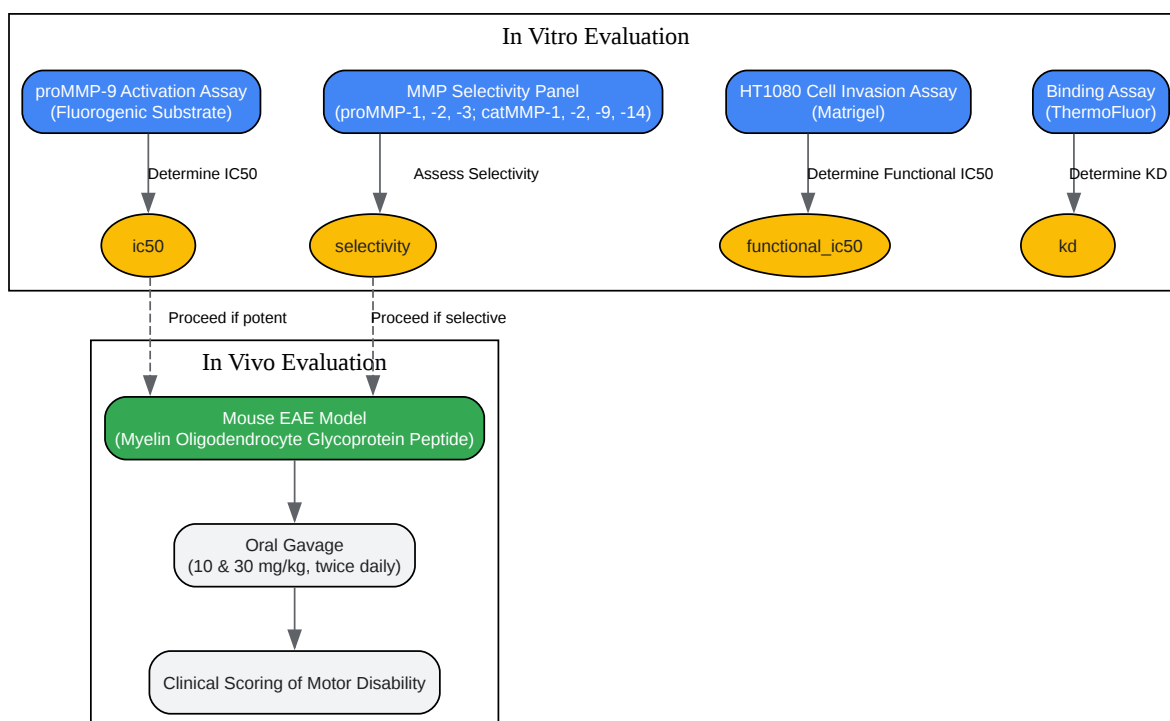 In Vitro Evaluation
proMMP-9 Activation Assay
(Fluorogenic Substrate)
MMP Selectivity Panel
(proMMP-1, -2, -3; catMMP-1, -2, -9, -14)
HT1080 Cell Invasion Assay
(Matrigel)
Binding Assay
(ThermoFluor)
Determine IC50
Assess Selectivity
Determine Functional IC50
Determine KD
ic50
selectivity
functional_ic50
kd
Proceed if potent
Proceed if selective
In Vivo Evaluation
Mouse EAE Model
(Myelin Oligodendrocyte Glycoprotein Peptide)
Oral Gavage
(10 & 30 mg/kg, twice daily)
Clinical Scoring of Motor Disability